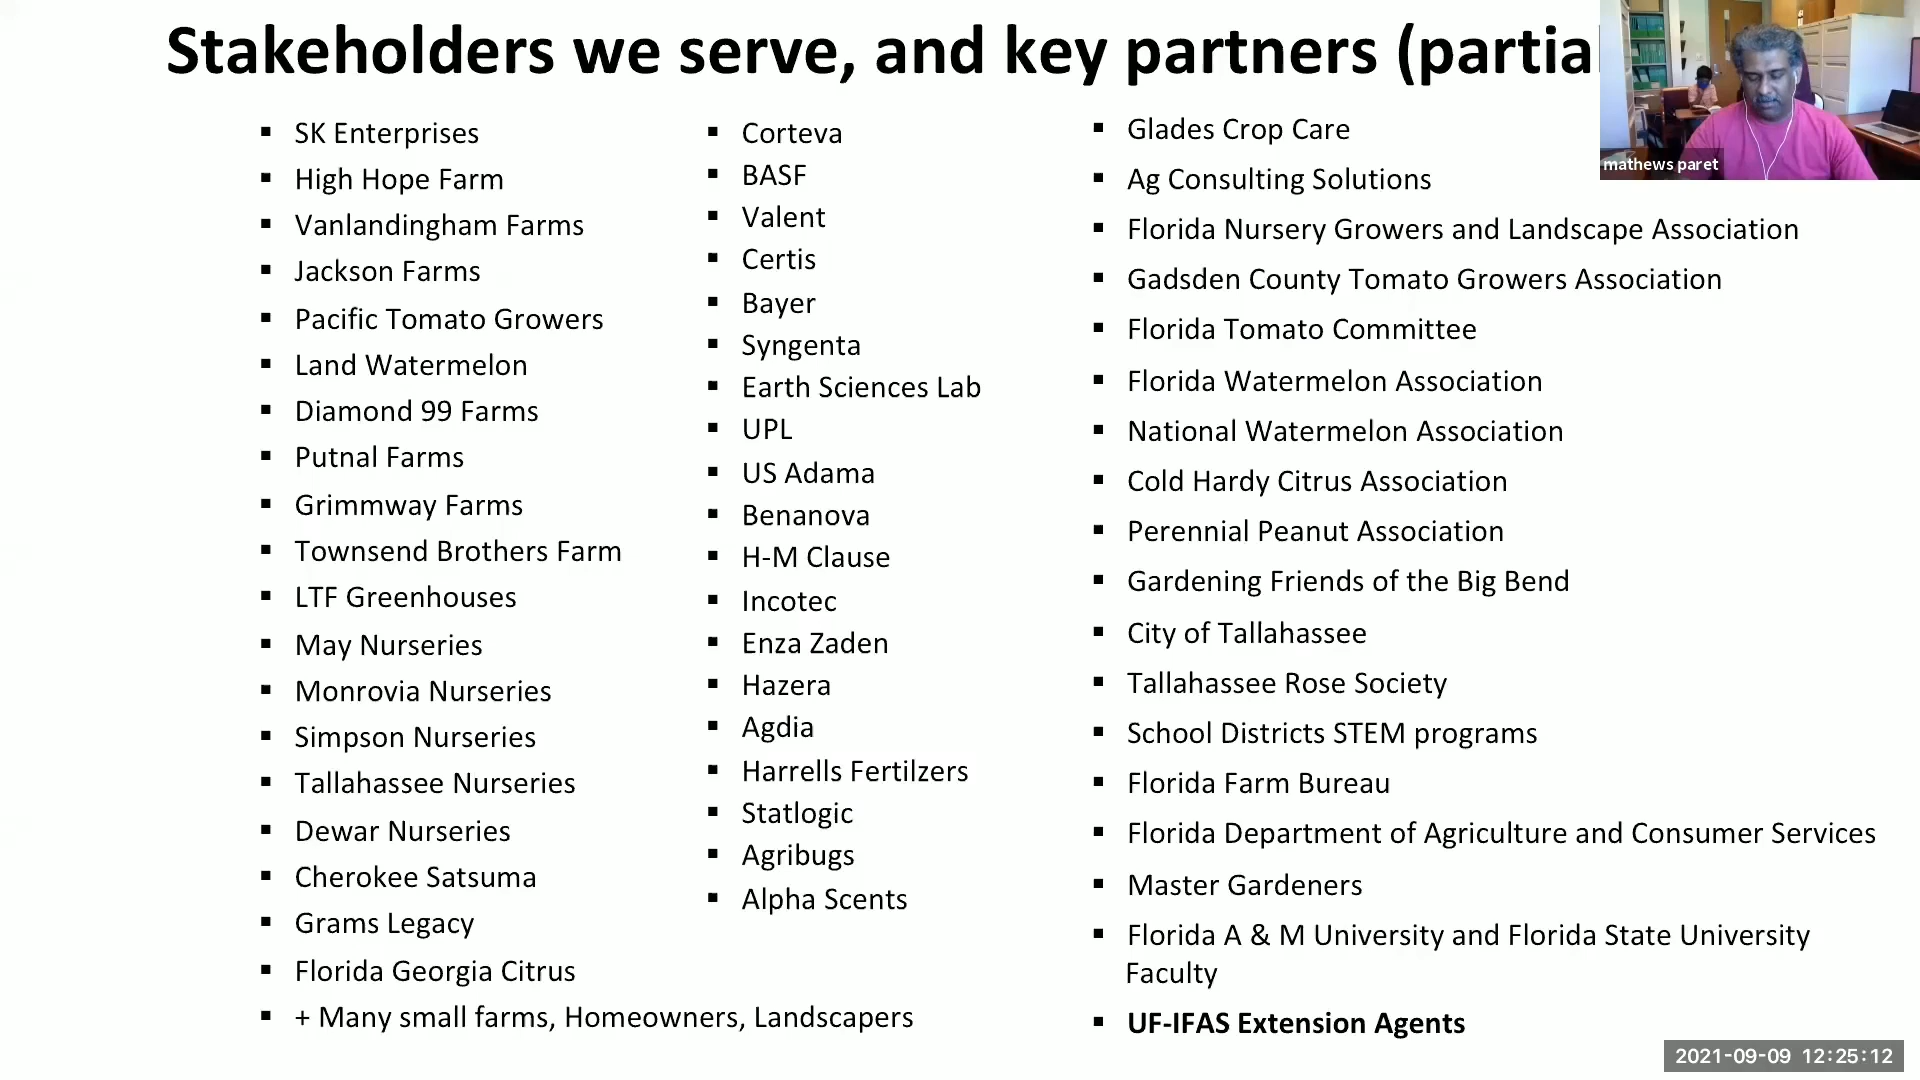 Stakeholders we serve, and key partners (partial
SK Enterprises
High Hope Farm
Vanlandingham Farms
Jackson Farms
Pacific Tomato Growers
Land Watermelon
Diamond 99 Farms
Putnal Farms
Grimmway Farms
Townsend Brothers Farm
LTF Greenhouses
May Nurseries
Monrovia Nurseries
Simpson Nurseries
Tallahassee Nurseries
Dewar Nurseries
Cherokee Satsuma
Grams Legacy
Florida Georgia Citrus
+ Many small farms, Homeowners, Landscapers
Corteva
BASF
Valent
Certis
Bayer
Syngenta
Earth Sciences Lab
UPL
US Adama
Benanova
H-M Clause
Incotec
Enza Zaden
Hazera
Agdia
Harrells Fertilzers
Statlogic
Agribugs
Alpha Scents
Glades Crop Care
Ag Consulting Solutions
Florida Nursery Growers and Landscape Association
Gadsden County Tomato Growers Association
Florida Tomato Committee
Florida Watermelon Association
National Watermelon Association
Cold Hardy Citrus Association
Perennial Peanut Association
Gardening Friends of the Big Bend
City of Tallahassee
Tallahassee Rose Society
School Districts STEM programs
Florida Farm Bureau
Florida Department of Agriculture and Consumer Services
Master Gardeners
Florida A & M University and Florida State University
Faculty
UF-IFAS Extension Agents
mathews paret
2021-09-09 12:25:12